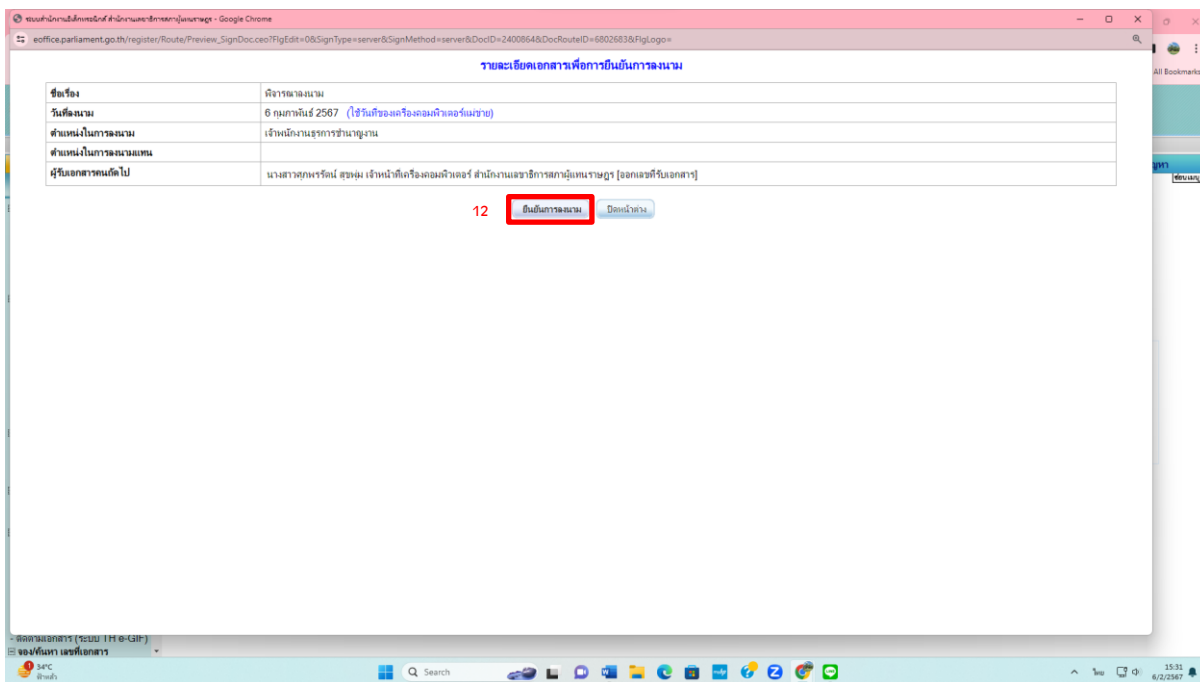 ระบบสำนักงานอิเล็กทรอนิกส์ สำนักงานเลขาธิการสภาผู้แทนราษฎร - Google Chrome
eoffice.parliament.go.th/register/Route/Preview_SignDoc.ceo?FlgEdit=0&SignType=server&SignMethod=server&DocID=2400864&DocRouteID=6802683&FlgLogo=
All Bookmarks
รายละเอียดเอกสารเพื่อการยืนยันการลงนาม
ชื่อเรื่อง พิจารณาลงนาม
วันที่ลงนาม 6 กุมภาพันธ์ 2567 (ใช้วันที่ของเครื่องคอมพิวเตอร์แม่ข่าย)
ตำแหน่งในการลงนาม เจ้าพนักงานธุรการชำนาญงาน
ตำแหน่งในการลงนามแทน
ผู้รับเอกสารคนถัดไป นางสาวศุภพรรัตน์ สุขพุ่ม เจ้าหน้าที่เครื่องคอมพิวเตอร์ สำนักงานเลขาธิการสภาผู้แทนราษฎร [ออกเลขที่รับเอกสาร]
12 ยืนยันการลงนาม ปิดหน้าต่าง
- ติดตามเอกสาร (ระบบ TH e-GIF)
จอง/ค้นหา เลขที่เอกสาร
34°C
Search
ไทย
15:31
6/2/2567